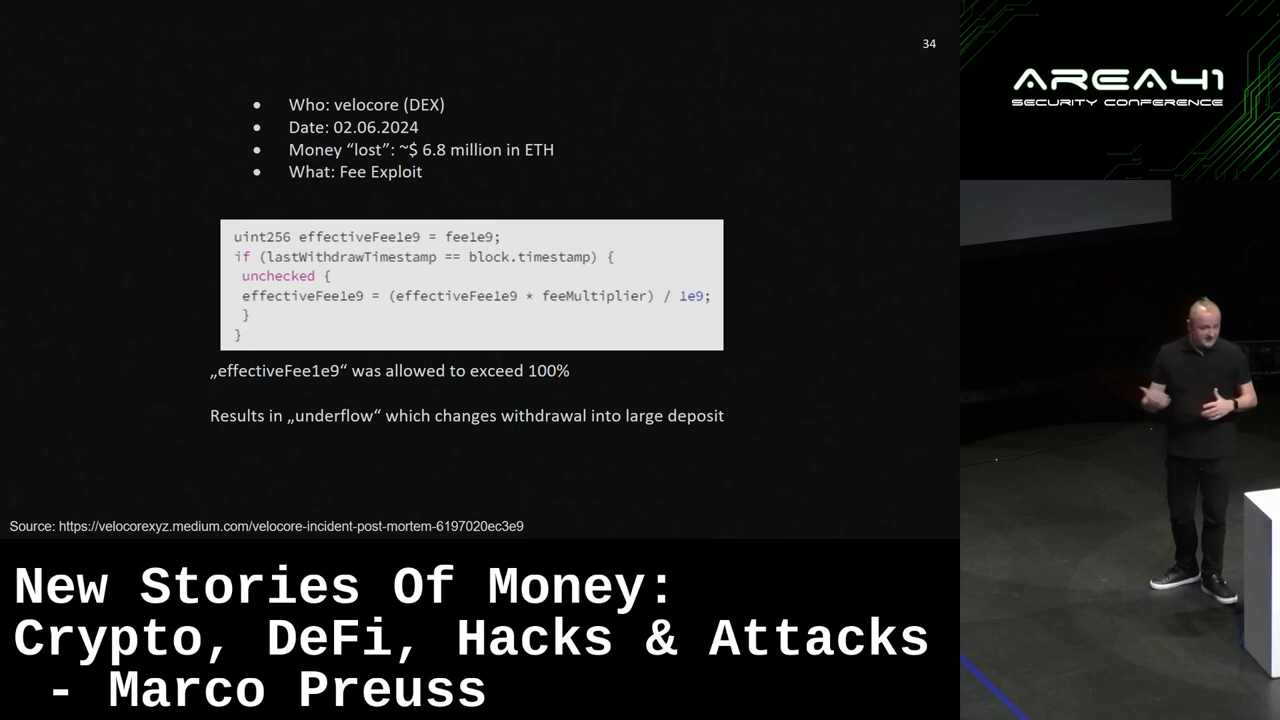 34
• Who: velocore (DEX)
• Date: 02.06.2024
• Money “lost”: ~$ 6.8 million in ETH
• What: Fee Exploit
uint256 effectiveFee1e9 = fee1e9;
if (lastWithdrawTimestamp == block.timestamp) {
unchecked {
effectiveFee1e9 = (effectiveFee1e9 * feeMultiplier) / 1e9;
}
}
„effectiveFee1e9“ was allowed to exceed 100%
Results in „underflow“ which changes withdrawal into large deposit
Source: https://velocorexyz.medium.com/velocore-incident-post-mortem-6197020ec3e9
New Stories Of Money:
Crypto, DeFi, Hacks & Attacks
- Marco Preuss
AREA41
SECURITY CONFERENCE